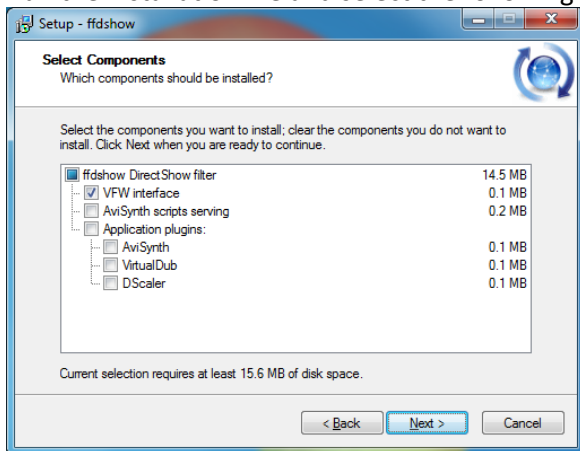 Setup - ffdshow
Select Components
Which components should be installed?
Select the components you want to install; clear the components you do not want to
install. Click Next when you are ready to continue.
ffdshow DirectShow filter 14.5 MB
VFW interface 0.1 MB
AviSynth scripts serving 0.2 MB
Application plugins:
AviSynth 0.1 MB
VirtualDub 0.1 MB
DScaler 0.1 MB
Current selection requires at least 15.6 MB of disk space.
< Back Next > Cancel